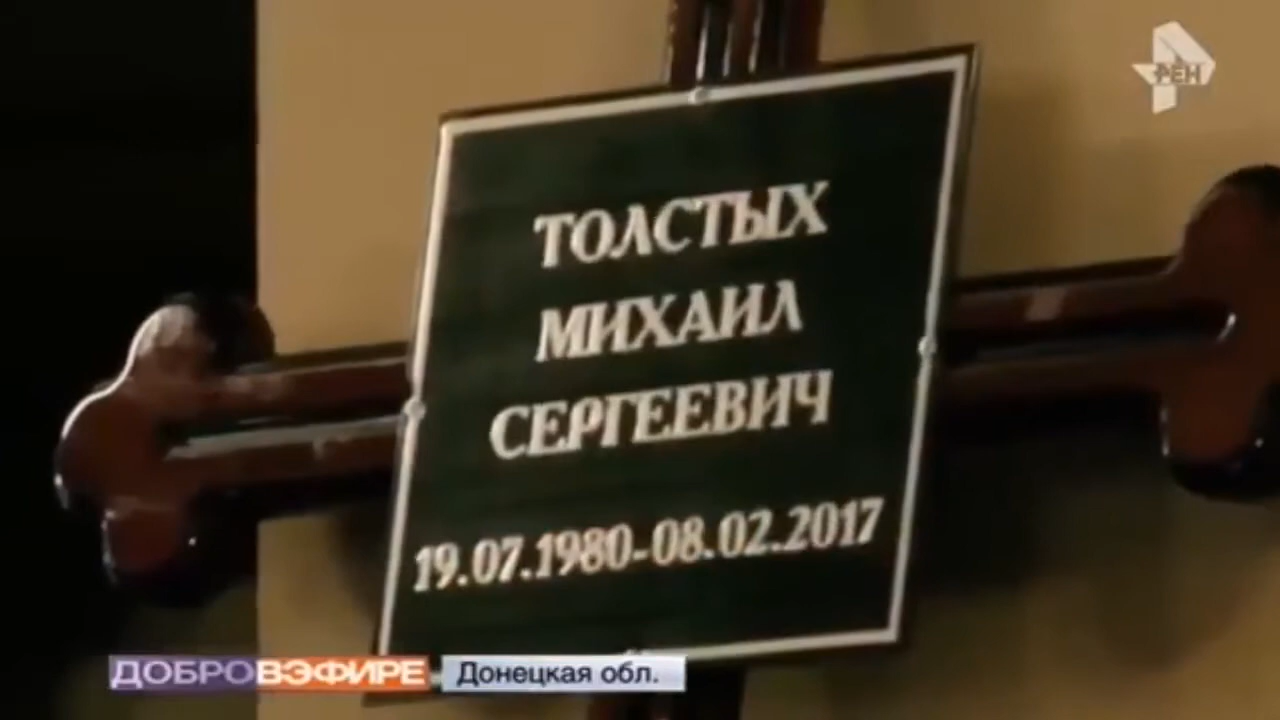 РЕН
ТОЛСТЫХ
МИХАИЛ
СЕРГЕЕВИЧ
19.07.1980-08.02.2017
ДОБРОВЭФИРЕ
Донецкая обл.